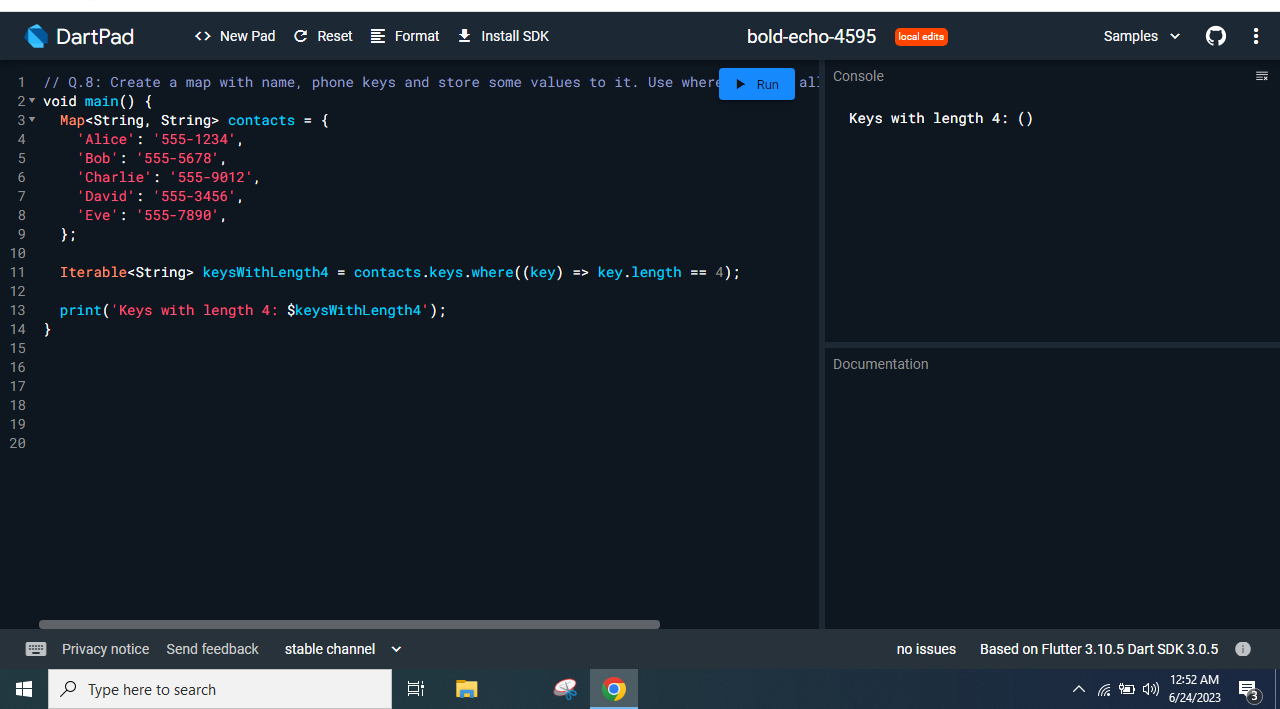 DartPad
New Pad
Reset
Format
Install SDK
bold-echo-4595
local edits
Samples
1 // Q.8: Create a map with name, phone keys and store some values to it. Use where
Run
2 void main() {
3 Map<String, String> contacts = {
4 'Alice': '555-1234',
5 'Bob': '555-5678',
6 'Charlie': '555-9012',
7 'David': '555-3456',
8 'Eve': '555-7890',
9 };
10
11 Iterable<String> keysWithLength4 = contacts.keys.where((key) => key.length == 4);
12
13 print('Keys with length 4: $keysWithLength4');
14 }
15
16
17
18
19
20
Console
Keys with length 4: ()
Documentation
Privacy notice
Send feedback
stable channel
no issues
Based on Flutter 3.10.5 Dart SDK 3.0.5
Type here to search
12:52 AM
6/24/2023
3